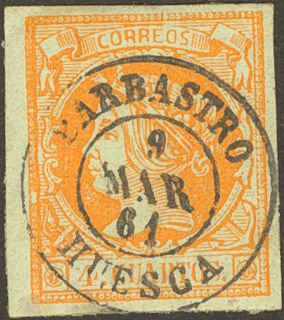 CORREOS
BARBASTRO
9
MAR
61
HUESCA